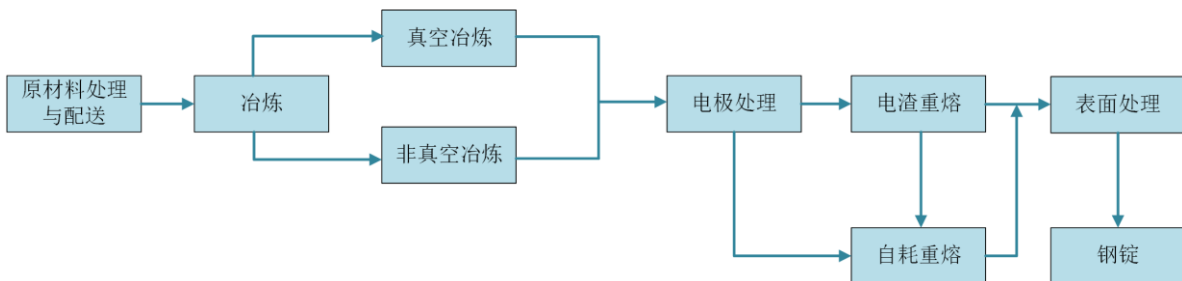 原材料处理
与配送
冶炼
真空冶炼
非真空冶炼
电极处理
电渣重熔
自耗重熔
表面处理
钢锭